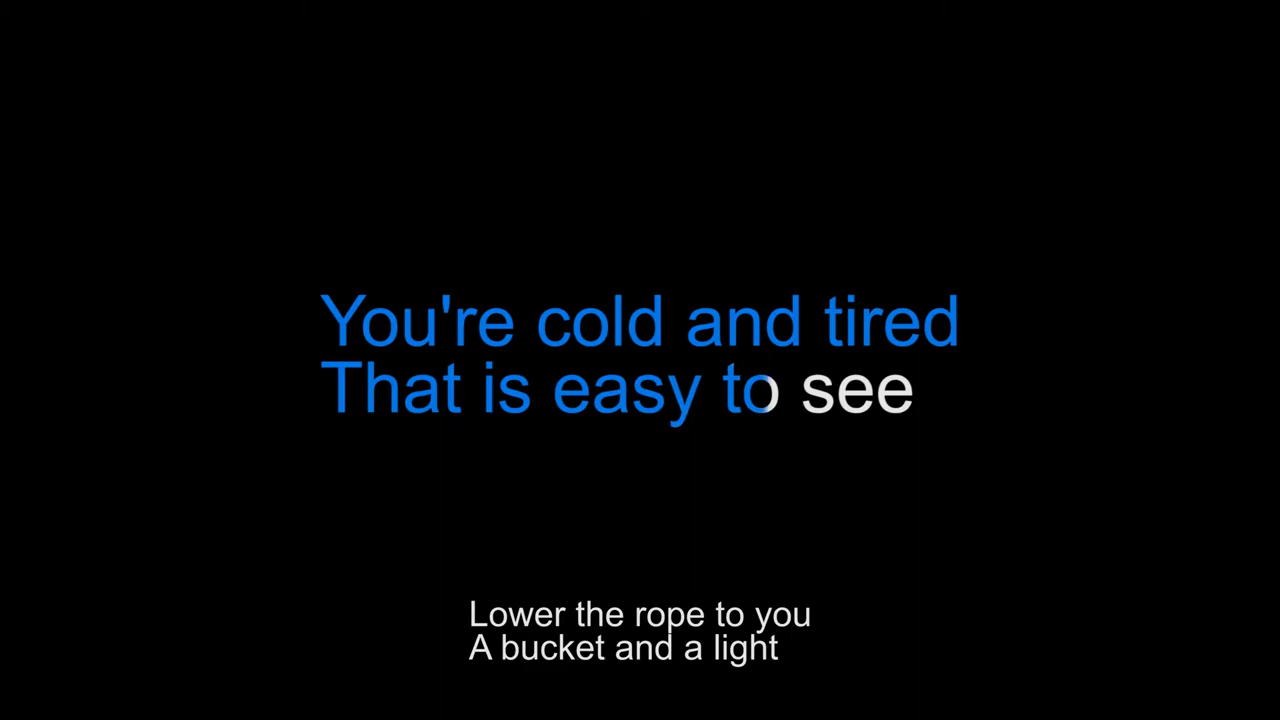 You're cold and tired
That is easy to see
Lower the rope to you
A bucket and a light